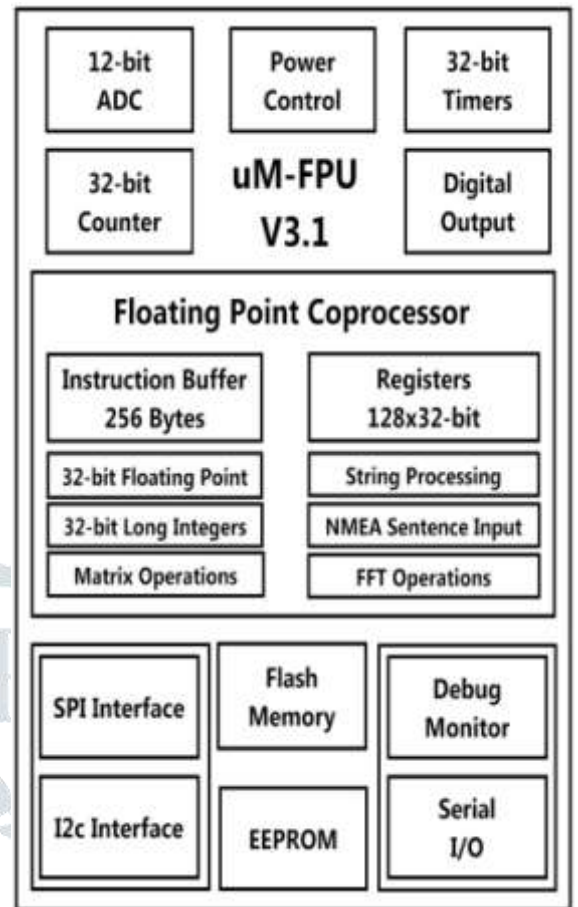 12-bit
ADC
Power
Control
32-bit
Timers
32-bit
Counter
uM-FPU
V3.1
Digital
Output
Floating Point Coprocessor
Instruction Buffer
256 Bytes
Registers
128x32-bit
32-bit Floating Point
String Processing
32-bit Long Integers
NMEA Sentence Input
Matrix Operations
FFT Operations
SPI Interface
Flash
Memory
Debug
Monitor
I2c Interface
EEPROM
Serial
I/O